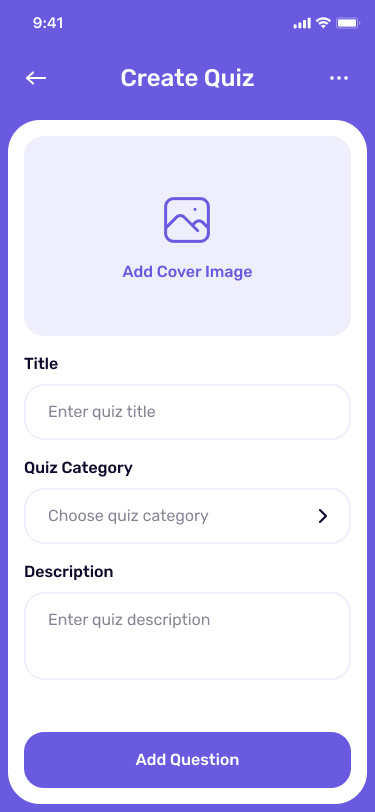 9:41
Create Quiz
Add Cover Image
Title
Enter quiz title
Quiz Category
Choose quiz category
Description
Enter quiz description
Add Question